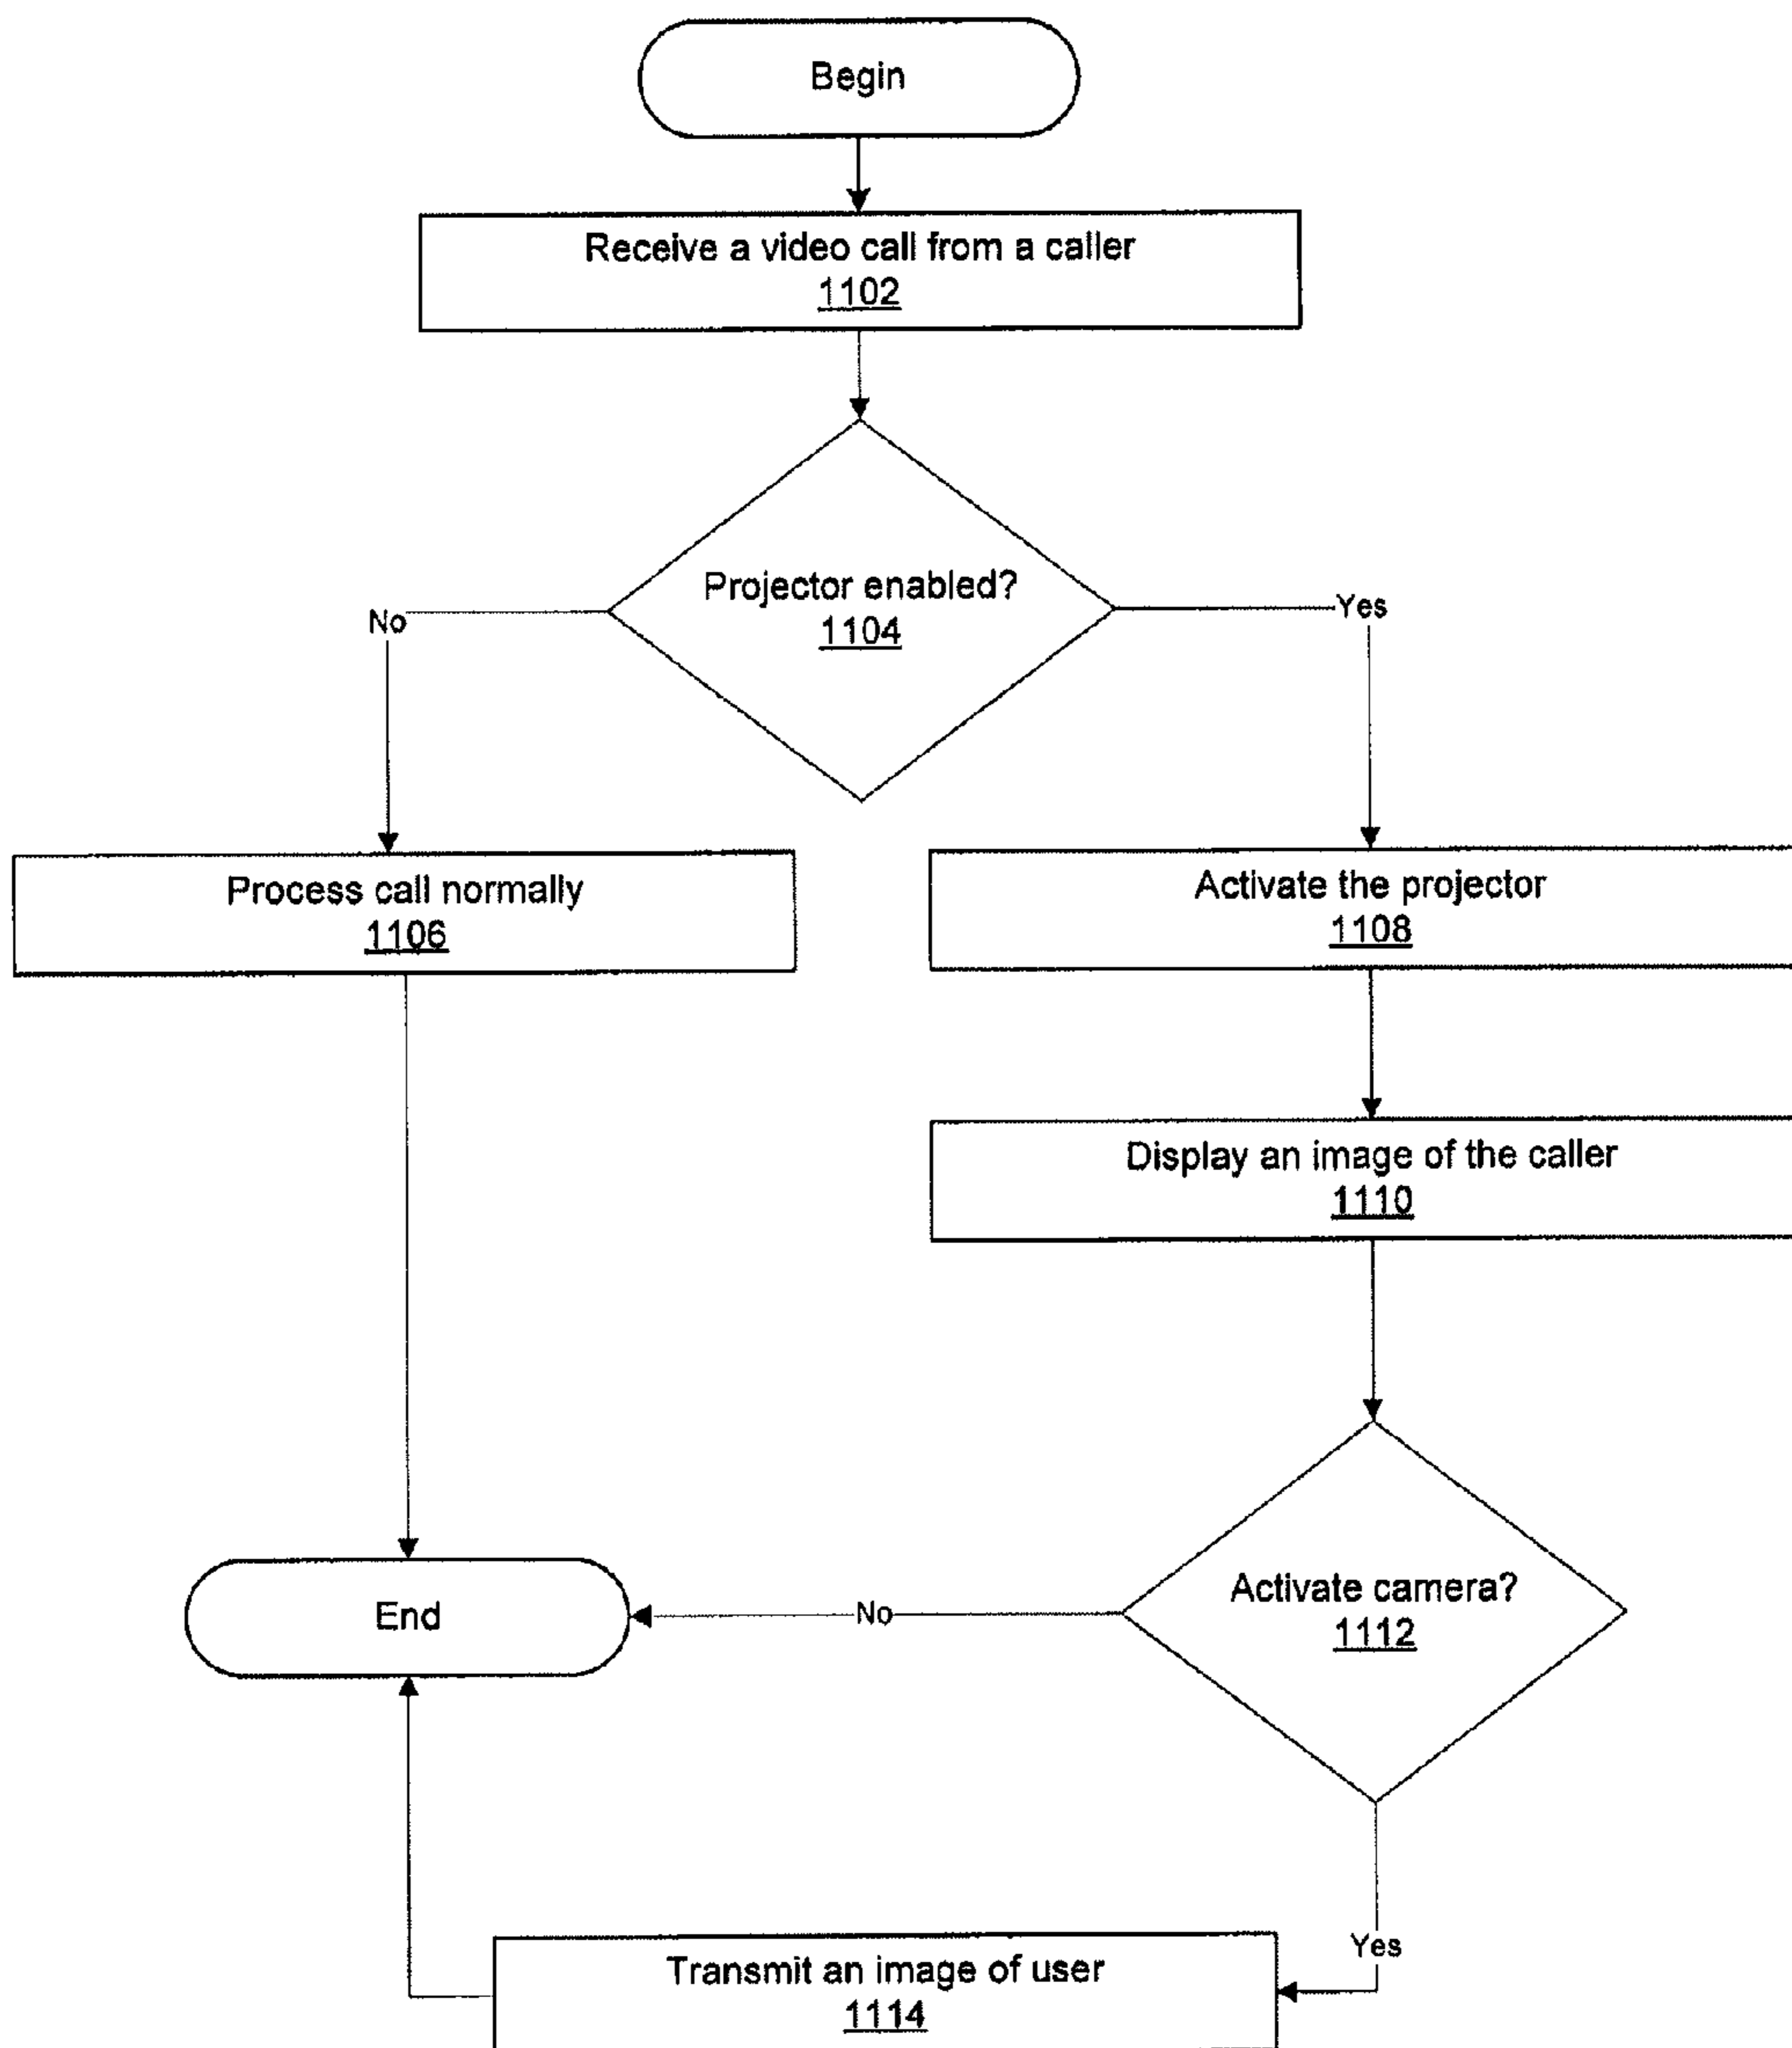 Begin
Receive a video call from a caller
1102
Projector enabled?
1104
No
Yes
Process call normally
1106
Activate the projector
1108
Display an image of the caller
1110
Activate camera?
1112
No
End
Yes
Transmit an image of user
1114